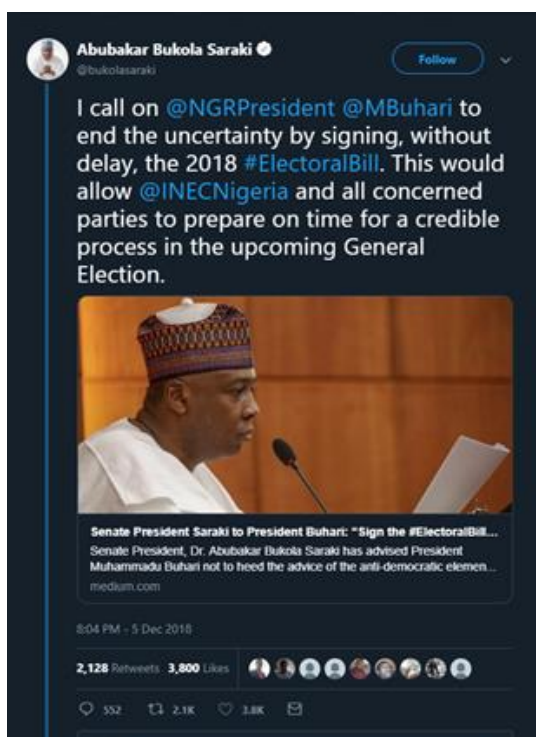 Abubakar Bukola Saraki
@bukolasaraki
Follow
I call on @NGRPresident @MBuhari to
end the uncertainty by signing, without
delay, the 2018 #ElectoralBill. This would
allow @INECNigeria and all concerned
parties to prepare on time for a credible
process in the upcoming General
Election.
Senate President Saraki to President Buhari: "Sign the #ElectoralBill...
Senate President, Dr. Abubakar Bukola Saraki has advised President
Muhammadu Buhari not to heed the advice of the anti-democratic elemen...
medium.com
8:04 PM - 5 Dec 2018
2,128 Retweets 3,800 Likes
552 2.1K 3.8K